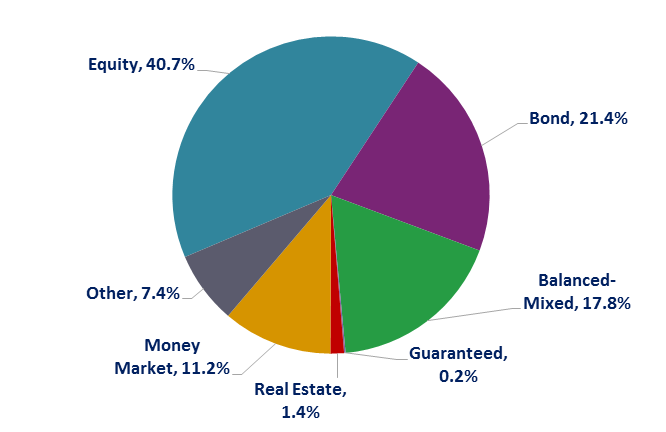 Equity, 40.7%
Bond, 21.4%
Balanced-
Mixed, 17.8%
Guaranteed,
0.2%
Real Estate,
1.4%
Money
Market, 11.2%
Other, 7.4%